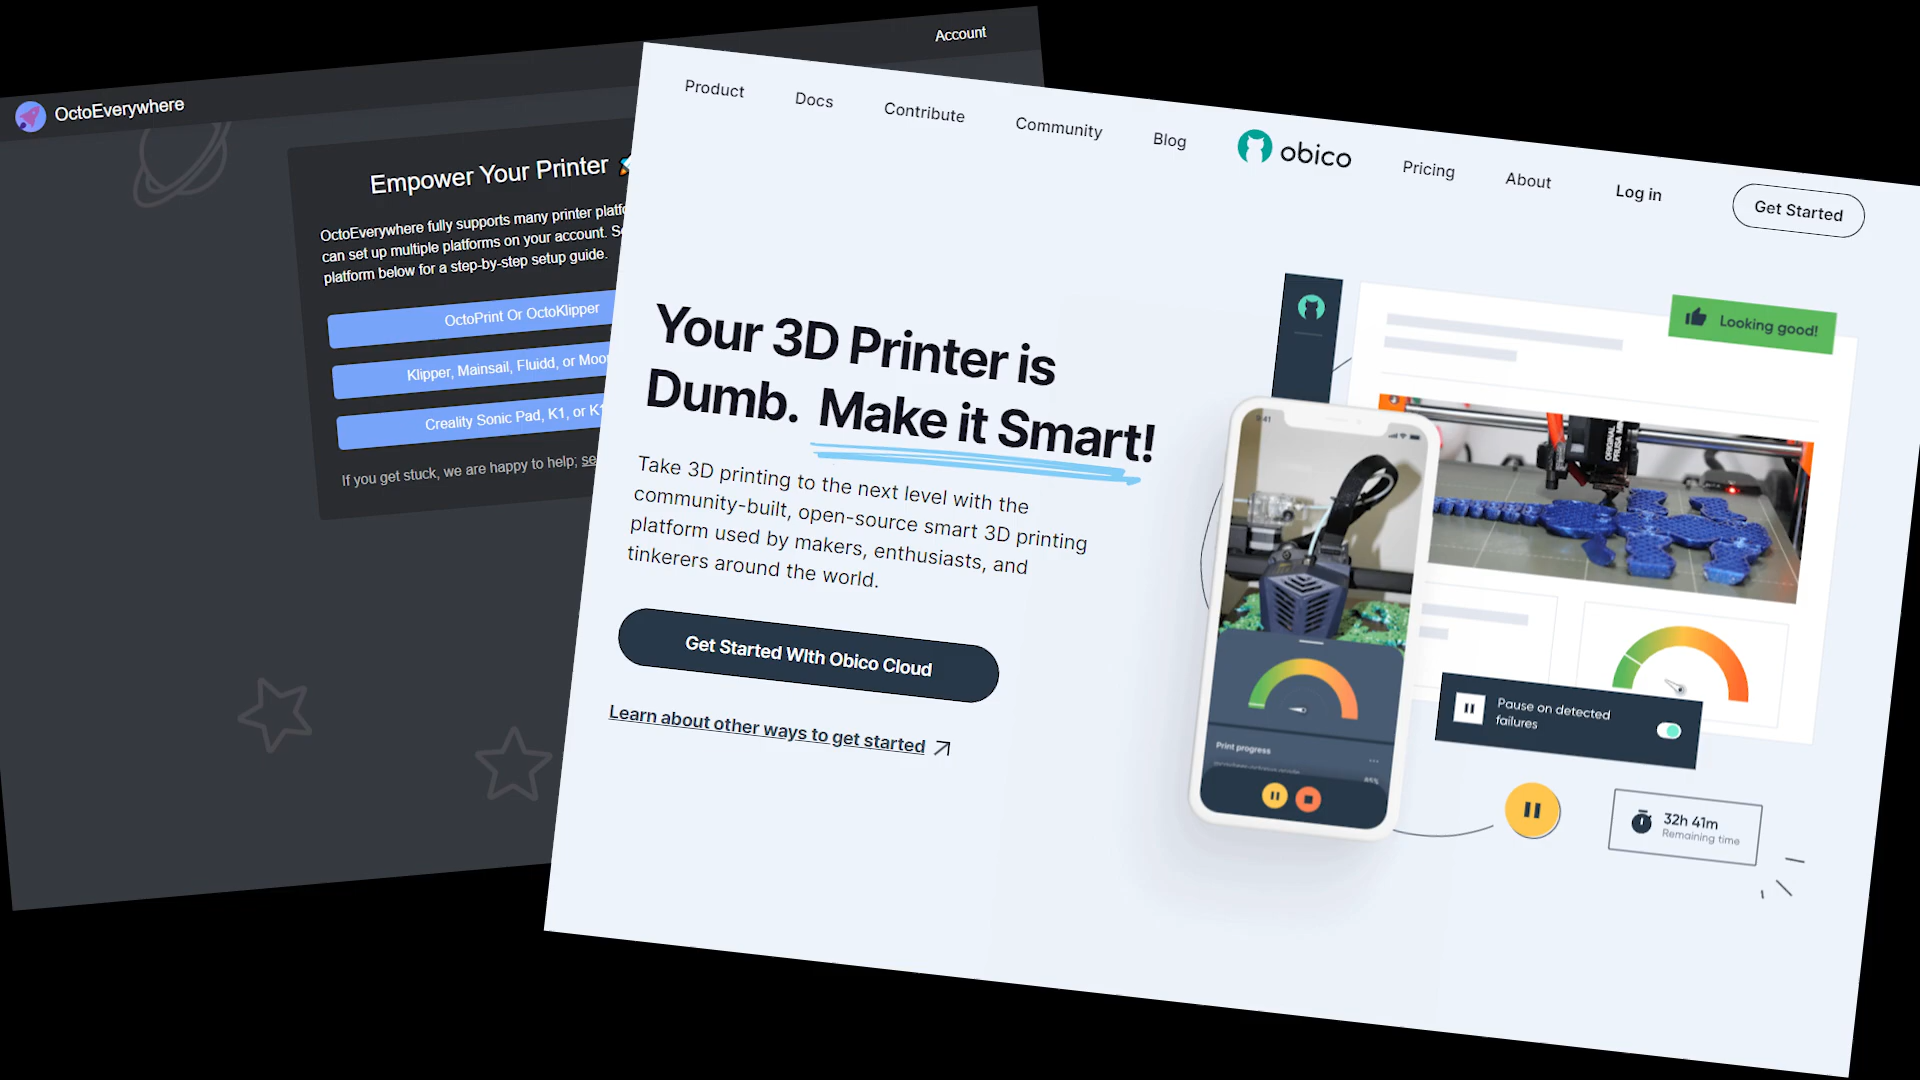 Account
OctoEverywhere
Empower Your Printer
OctoEverywhere fully supports many printer
can set up multiple platforms on your account.
platform below for a step-by-step setup guide.
OctoPrint Or OctoKlipper
Klipper, Mainsail, Fluidd, or
Creality Sonic Pad, K1, or
If you get stuck, we are happy to help;
Product
Docs
Contribute
Community
Blog
obico
Pricing
About
Log in
Get Started
Your 3D Printer is
Dumb. Make it Smart!
Take 3D printing to the next level with the
community-built, open-source smart 3D printing
platform used by makers, enthusiasts, and
tinkerers around the world.
Get Started WIth Obico Cloud
Learn about other ways to get started
Looking good!
9:41
ORIGINAL
PRUSA
Print progress
Pause on detected
failures
32h 41m
Remaining time